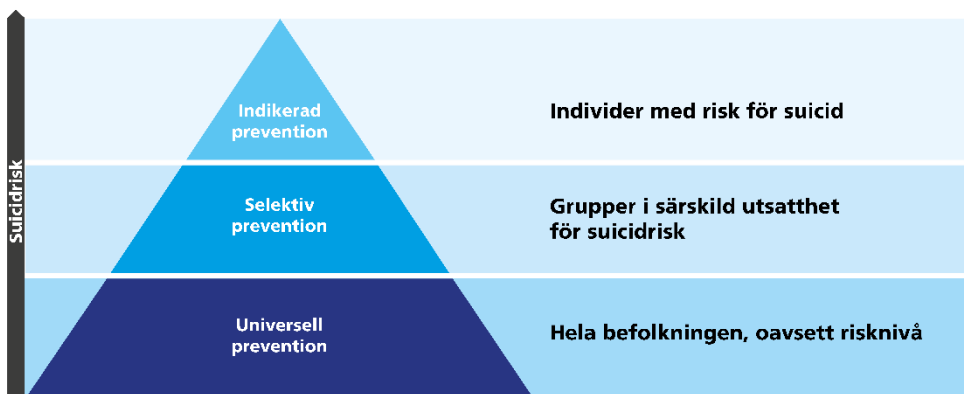 Suicidrisk
Indikerad
prevention
Individer med risk för suicid
Selektiv
prevention
Grupper i särskild utsatthet
för suicidrisk
Universell
prevention
Hela befolkningen, oavsett risknivå